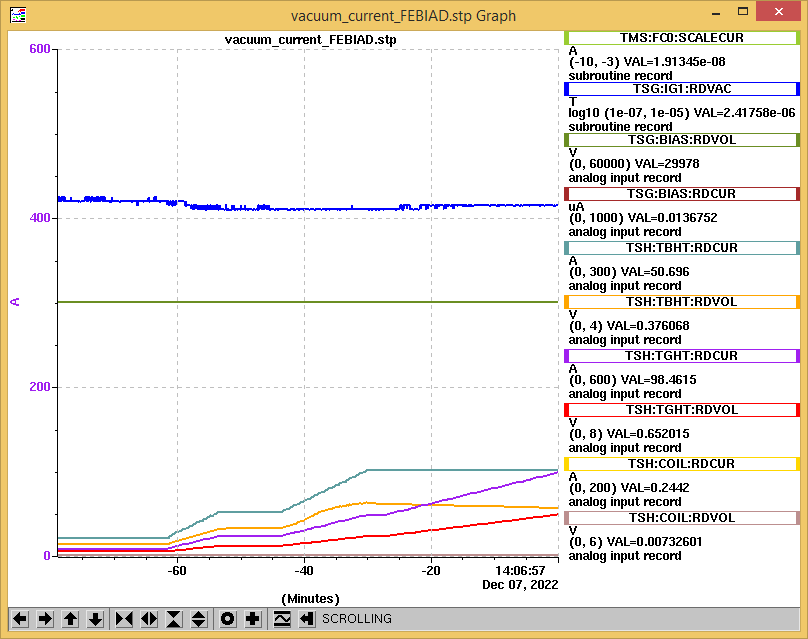 vacuum_current_FEBIAD.stp Graph
vacuum_current_FEBIAD.stp
600
400
200
0
A
-60
-40
-20
14:06:57
Dec 07, 2022
(Minutes)
TMS:FC0:SCALECUR
A
(-10, -3) VAL=1.91345e-08
subroutine record
TSG:IG1:RDVAC
T
log10 (1e-07, 1e-05) VAL=2.41758e-06
subroutine record
TSG:BIAS:RDVOL
V
(0, 60000) VAL=29978
analog input record
TSG:BIAS:RDCUR
uA
(0, 1000) VAL=0.0136752
analog input record
TSH:TBHT:RDCUR
A
(0, 300) VAL=50.696
analog input record
TSH:TBHT:RDVOL
V
(0, 4) VAL=0.376068
analog input record
TSH:TGHT:RDCUR
A
(0, 600) VAL=98.4615
analog input record
TSH:TGHT:RDVOL
V
(0, 8) VAL=0.652015
analog input record
TSH:COIL:RDCUR
A
(0, 200) VAL=0.2442
analog input record
TSH:COIL:RDVOL
V
(0, 6) VAL=0.00732601
analog input record
SCROLLING